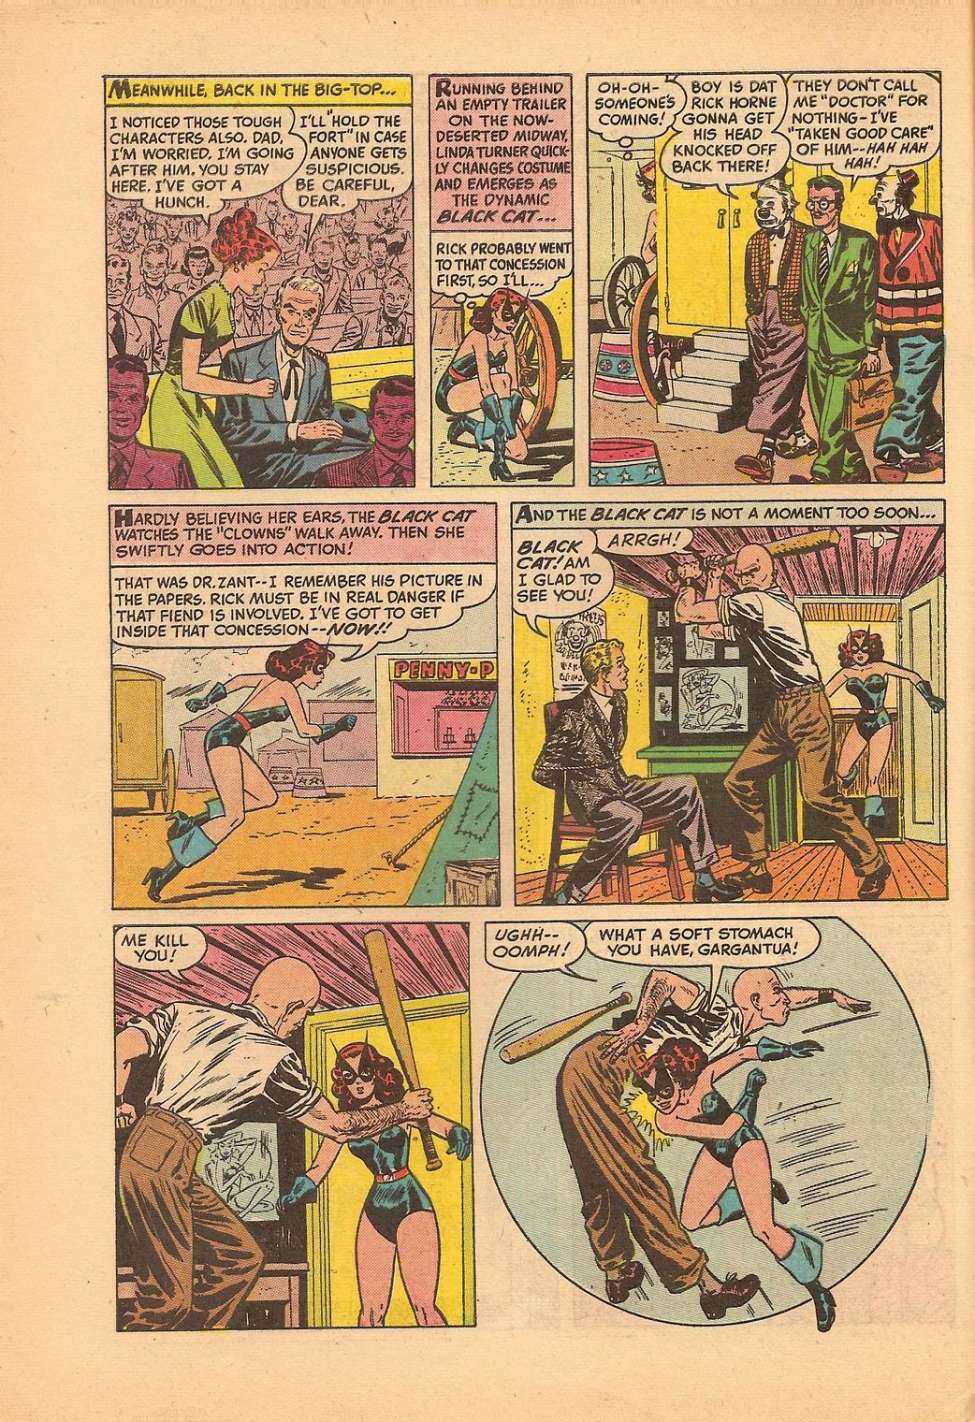 MEANWHILE, BACK IN THE BIG-TOP...
I NOTICED THOSE TOUGH
CHARACTERS ALSO. DAD,
I'M WORRIED. I'M GOING
AFTER HIM. YOU STAY
HERE. I'VE GOT A
HUNCH.
I'LL "HOLD THE
FORT" IN CASE
ANYONE GETS
SUSPICIOUS.
BE CAREFUL,
DEAR.
RUNNING BEHIND
AN EMPTY TRAILER
ON THE NOW-
DESERTED MIDWAY,
LINDA TURNER QUICK-
LY CHANGES COSTUME
AND EMERGES AS
THE DYNAMIC
BLACK CAT...
RICK PROBABLY WENT
TO THAT CONCESSION
FIRST, SO I'LL...
OH-OH-
SOMEONE'S
COMING!
BOY IS DAT
RICK HORNE
GONNA GET
HIS HEAD
KNOCKED OFF
BACK THERE!
THEY DON'T CALL
ME "DOCTOR" FOR
NOTHING-I'VE
"TAKEN GOOD CARE"
OF HIM--HAH HAH
HAH!
HARDLY BELIEVING HER EARS, THE BLACK CAT
WATCHES THE "CLOWNS" WALK AWAY. THEN SHE
SWIFTLY GOES INTO ACTION!
THAT WAS DR. ZANT--I REMEMBER HIS PICTURE IN
THE PAPERS. RICK MUST BE IN REAL DANGER IF
THAT FIEND IS INVOLVED. I'VE GOT TO GET
INSIDE THAT CONCESSION--NOW!!
PENNY-P
AND THE BLACK CAT IS NOT A MOMENT TOO SOON...
BLACK
CAT! AM
I GLAD TO
SEE YOU!
ARRGH!
ME KILL
YOU!
UGHH--
OOMPH!
WHAT A SOFT STOMACH
YOU HAVE, GARGANTUA!